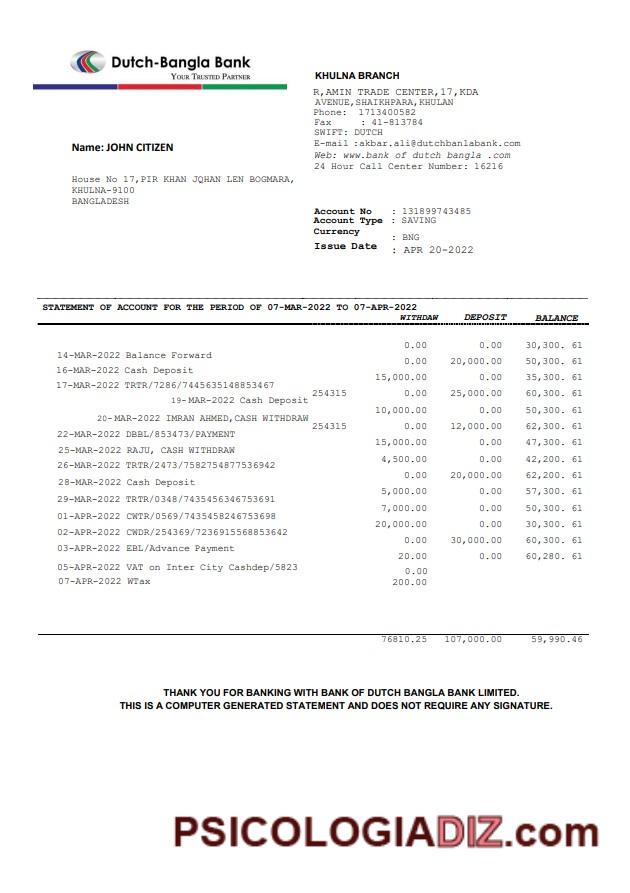 Dutch-Bangla Bank
YOUR TRUSTED PARTNER
KHULNA BRANCH
R,AMIN TRADE CENTER,17,KDA
AVENUE,SHAIKHPARA,KHULAN
Phone:  1713400582
Fax     : 41-813784
SWIFT: DUTCH
E-mail :akbar.ali@dutchbanlabank.com
Web: www.bank of dutch bangla .com
24 Hour Call Center Number: 16216
Name: JOHN CITIZEN
House No 17,PIR KHAN JQHAN LEN BOGMARA,
KHULNA-9100
BANGLADESH
Account No : 131899743485
Account Type : SAVING
Currency : BNG
Issue Date : APR 20-2022
STATEMENT OF ACCOUNT FOR THE PERIOD OF 07-MAR-2022 TO 07-APR-2022
WITHDAW DEPOSIT BALANCE
0.00 0.00 30,300. 61
14-MAR-2022 Balance Forward
0.00 20,000.00 50,300. 61
16-MAR-2022 Cash Deposit
15,000.00 0.00 35,300. 61
17-MAR-2022 TRTR/7286/7445635148853467
254315 0.00 25,000.00 60,300. 61
19-MAR-2022 Cash Deposit
10,000.00 0.00 50,300. 61
20-MAR-2022 IMRAN AHMED,CASH WITHDRAW
254315 0.00 12,000.00 62,300. 61
22-MAR-2022 DBBL/853473/PAYMENT
15,000.00 0.00 47,300. 61
25-MAR-2022 RAJU, CASH WITHDRAW
4,500.00 0.00 42,200. 61
26-MAR-2022 TRTR/2473/7582754877536942
0.00 20,000.00 62,200. 61
28-MAR-2022 Cash Deposit
5,000.00 0.00 57,300. 61
29-MAR-2022 TRTR/0348/7435456346753691
7,000.00 0.00 50,300. 61
01-APR-2022 CWTR/0569/7435458246753698
20,000.00 0.00 30,300. 61
02-APR-2022 CWDR/254369/7236915568853642
0.00 30,000.00 60,300. 61
03-APR-2022 EBL/Advance Payment
20.00 0.00 60,280. 61
05-APR-2022 VAT on Inter City Cashdep/5823
0.00
07-APR-2022 WTax 200.00
76810.25 107,000.00 59,990.46
THANK YOU FOR BANKING WITH BANK OF DUTCH BANGLA BANK LIMITED.
THIS IS A COMPUTER GENERATED STATEMENT AND DOES NOT REQUIRE ANY SIGNATURE.
PSICOLOGIADIZ.com